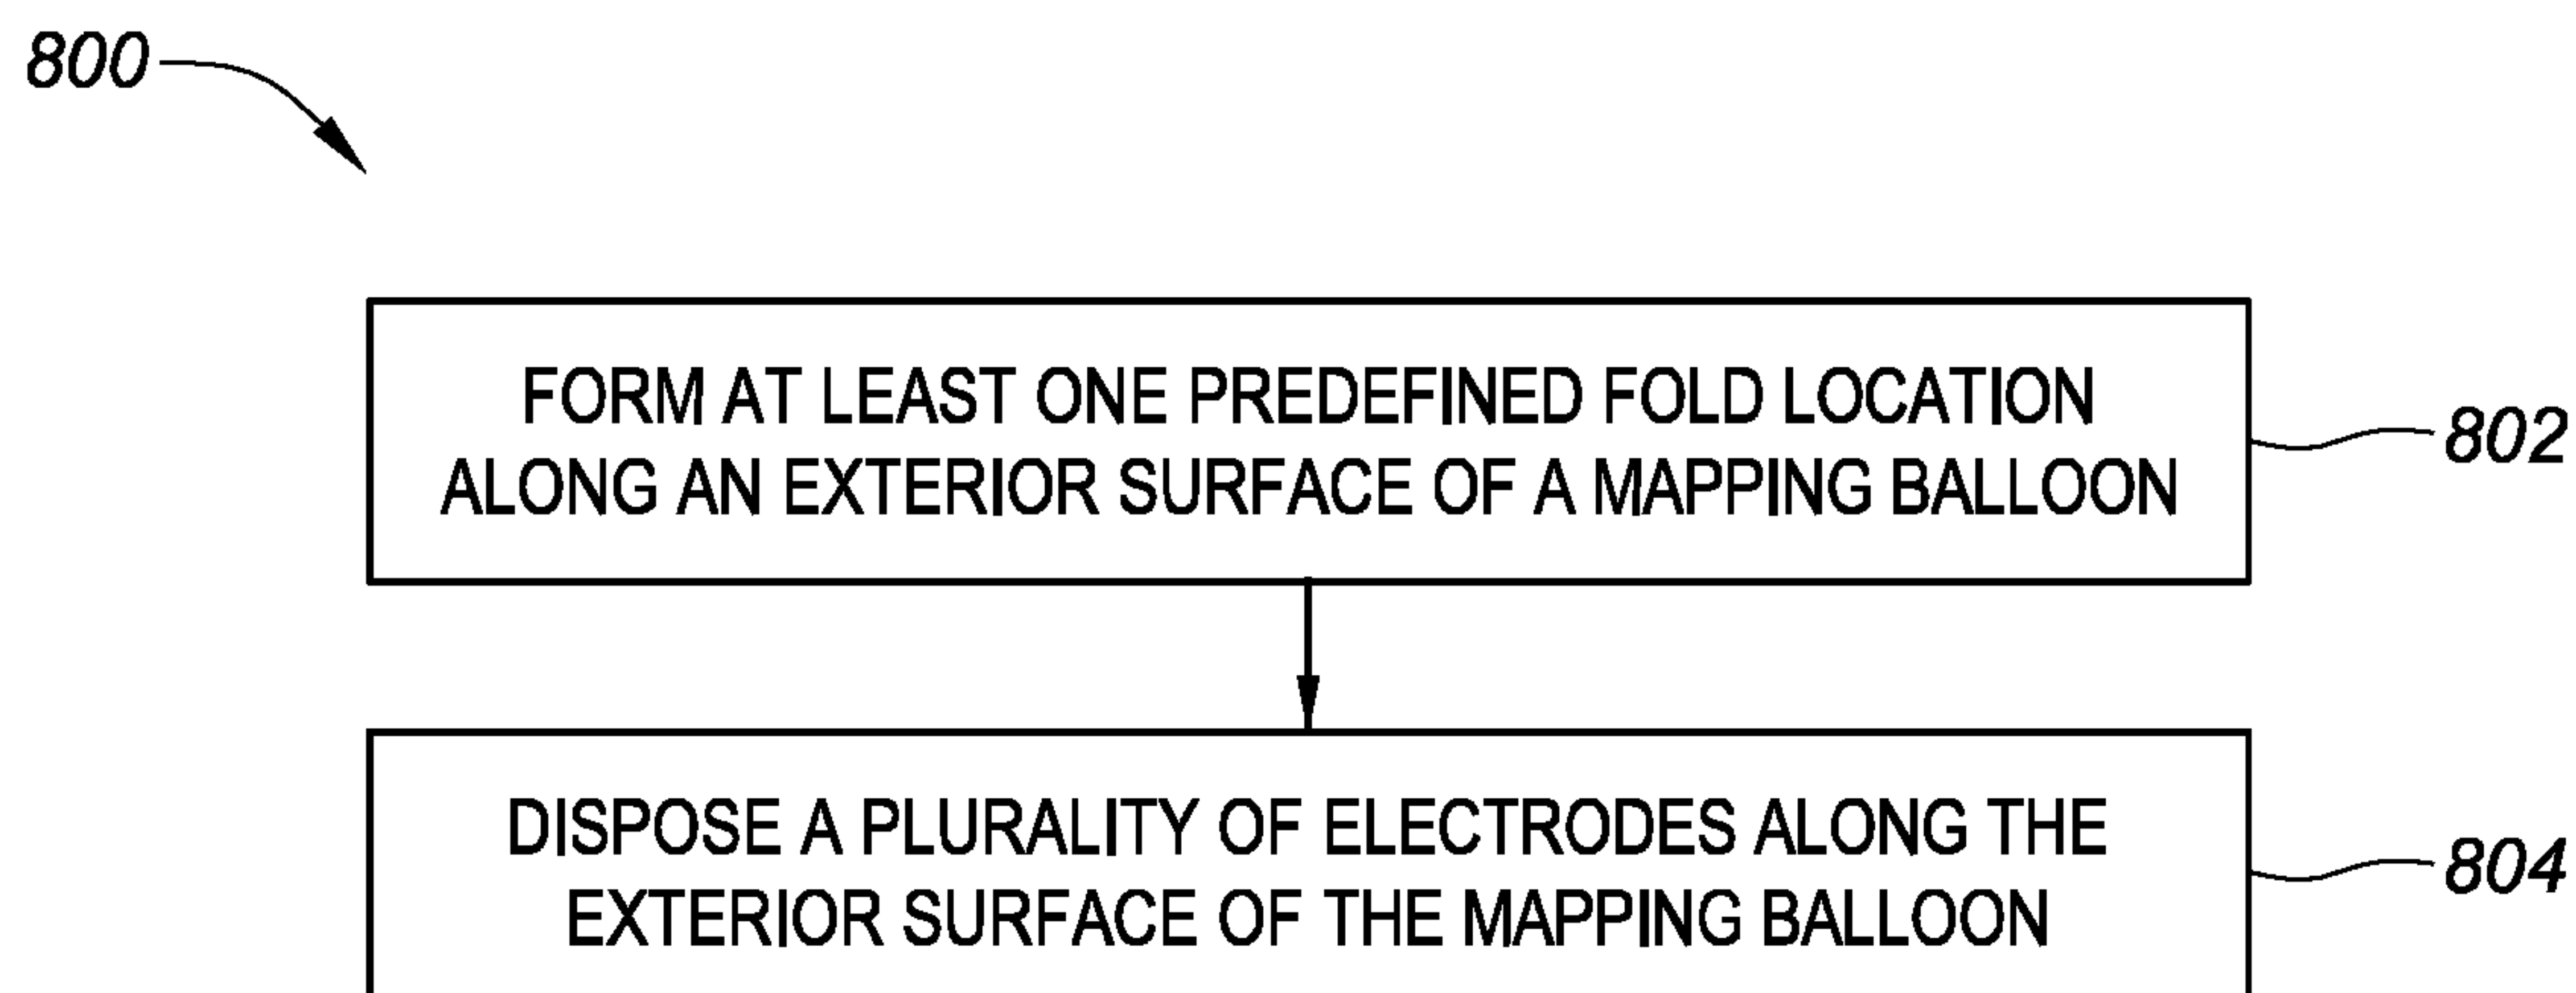 800
FORM AT LEAST ONE PREDEFINED FOLD LOCATION
ALONG AN EXTERIOR SURFACE OF A MAPPING BALLOON
802
DISPOSE A PLURALITY OF ELECTRODES ALONG THE
EXTERIOR SURFACE OF THE MAPPING BALLOON
804